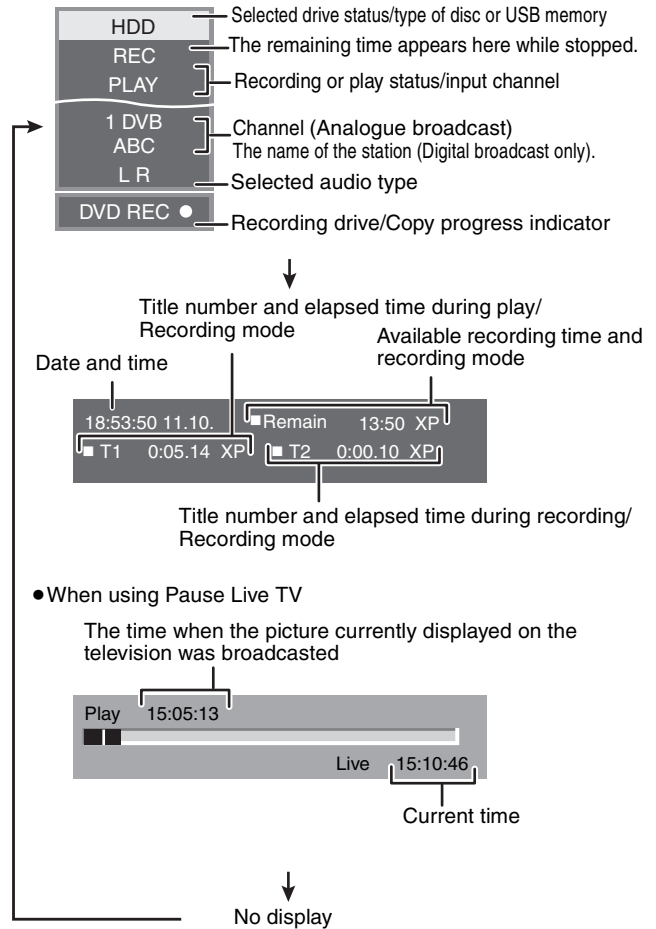 HDD
Selected drive status/type of disc or USB memory
REC
The remaining time appears here while stopped.
PLAY
Recording or play status/input channel
1 DVB
Channel (Analogue broadcast)
ABC
The name of the station (Digital broadcast only).
L R
Selected audio type
DVD REC ●
Recording drive/Copy progress indicator
Title number and elapsed time during play/
Recording mode
Available recording time and
recording mode
Date and time
18:53:50 11.10. Remain 13:50 XP
T1 0:05.14 XP T2 0:00.10 XP
Title number and elapsed time during recording/
Recording mode
●When using Pause Live TV
The time when the picture currently displayed on the
television was broadcasted
Play 15:05:13
Live 15:10:46
Current time
No display